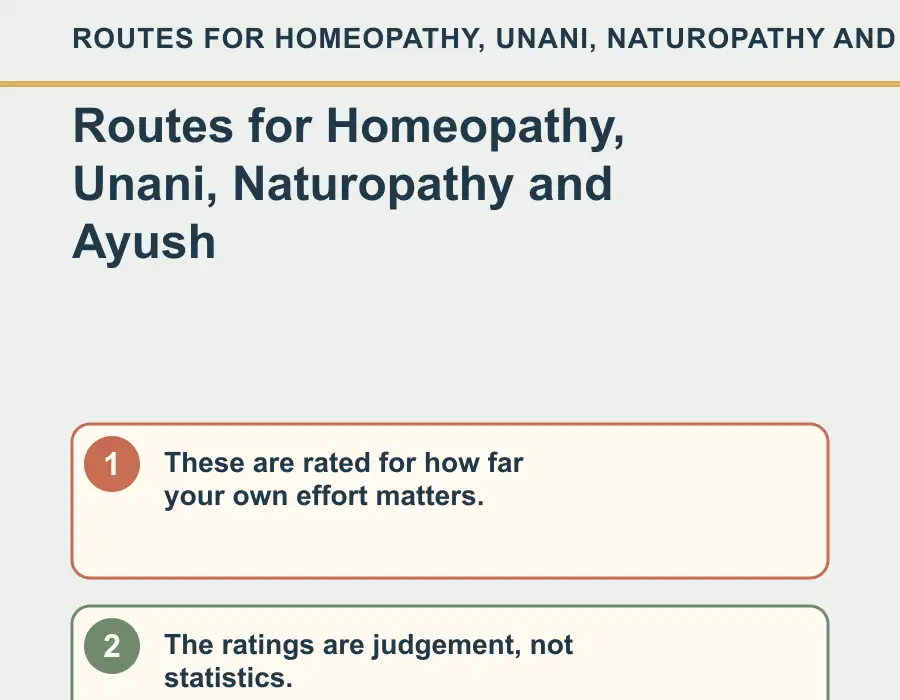 ROUTES FOR HOMEOPATHY, UNANI, NATUROPATHY AND
Routes for Homeopathy,
Unani, Naturopathy and
Ayush
1
These are rated for how far
your own effort matters.
2
The ratings are judgement, not
statistics.